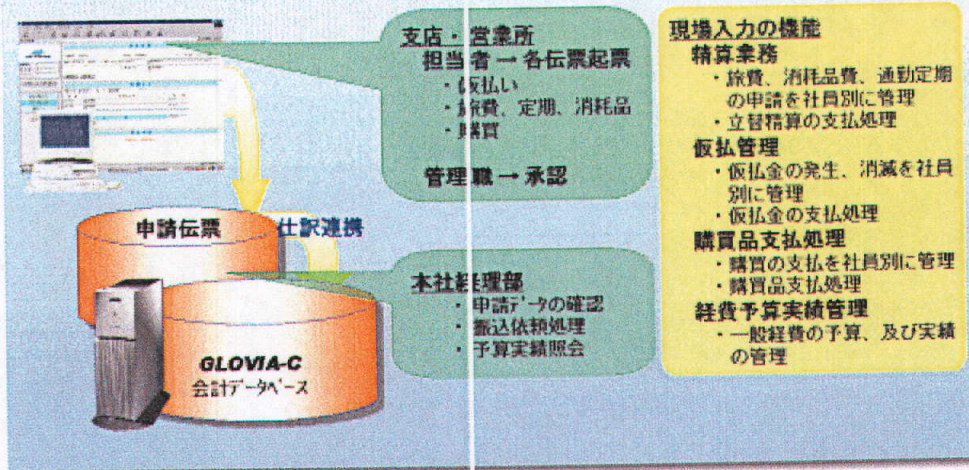 支店・営業所
担当者→各伝票起票
・仮払い
・旅費、定期、消耗品
・購買
管理職→承認
申請伝票
仕訳連携
本社経理部
・申請データの確認
・振込依頼処理
・予算実績照会
GLOVIA-C
会計データベース
現場入力の機能
精算業務
・旅費、消耗品費、通勤定期
の申請を社員別に管理
・立替精算の支払処理
仮払管理
・仮払金の発生、消滅を社員
別に管理
・仮払金の支払処理
購買品支払処理
・購買の支払を社員別に管理
・購買品支払処理
経費予算実績管理
・一般経費の予算、及び実績
の管理